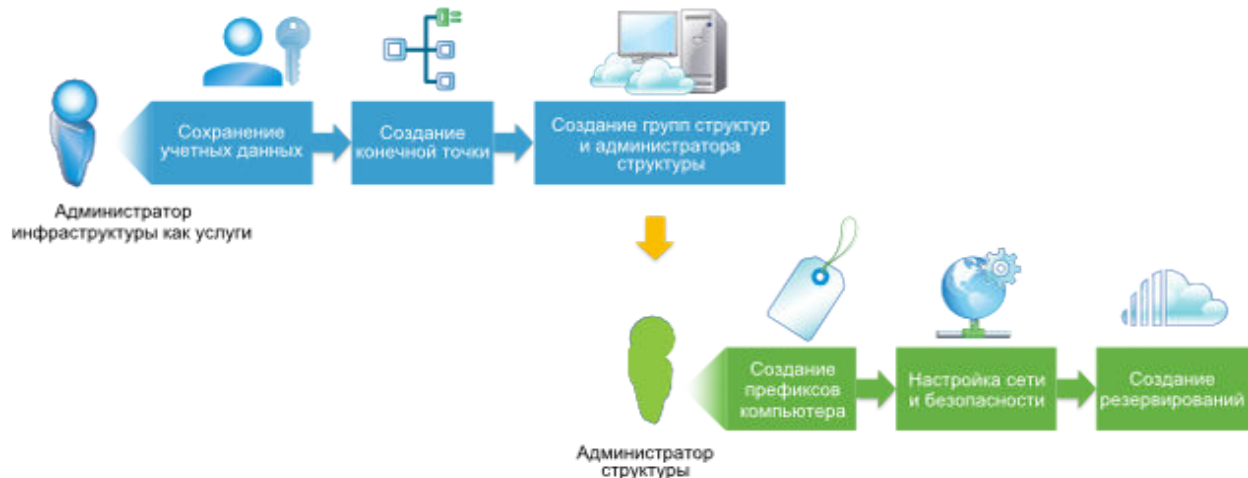 Сохранение
учетных данных
Создание
конечной точки
Создание групп структур
и администратора
структуры
Администратор
инфраструктуры как услуги
Создание
префиксов
компьютера
Настройка сети
и безопасности
Создание
резервирований
Администратор
структуры